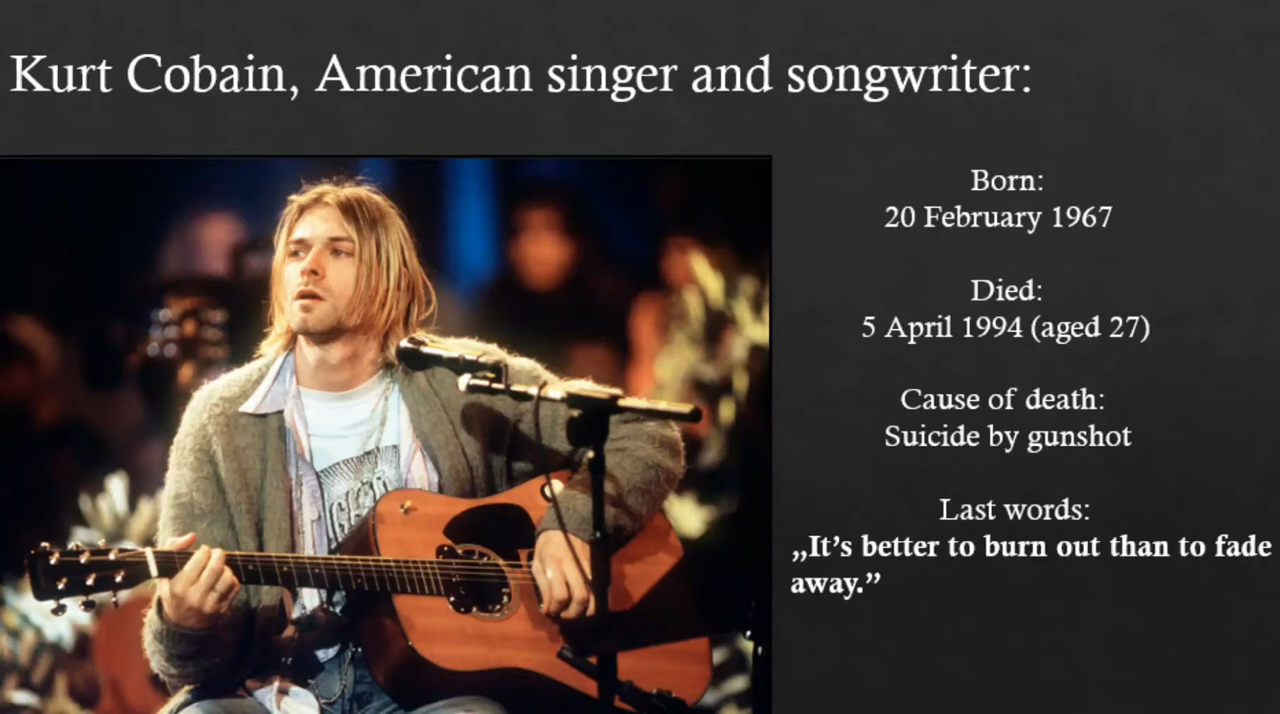 Kurt Cobain, American singer and songwriter:
Born:
20 February 1967
Died:
5 April 1994 (aged 27)
Cause of death:
Suicide by gunshot
Last words:
„It’s better to burn out than to fade
away.”